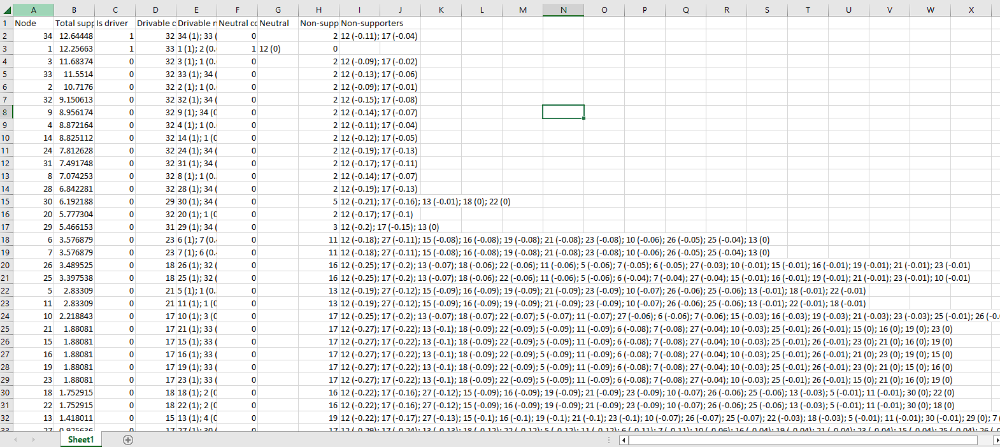 A B C D E F G H I J K L M N O P Q R S T U V W X
1 Node Total supp Is driver Drivable c Drivable n Neutral co Neutral Non-supp Non-supporters
2 34 12.64448 1 32 34 (1); 33 ( 0 2 12 (-0.11); 17 (-0.04)
3 1 12.25663 1 33 1 (1); 2 (0. 1 12 (0) 0
4 3 11.68374 0 32 3 (1); 1 (0. 0 2 12 (-0.09); 17 (-0.02)
5 33 11.5514 0 32 33 (1); 34 ( 0 2 12 (-0.13); 17 (-0.06)
6 2 10.7176 0 32 2 (1); 1 (0. 0 2 12 (-0.09); 17 (-0.01)
7 32 9.150613 0 32 32 (1); 34 ( 0 2 12 (-0.15); 17 (-0.08)
8 9 8.956174 0 32 9 (1); 34 (0 0 2 12 (-0.14); 17 (-0.07)
9 4 8.872164 0 32 4 (1); 1 (0. 0 2 12 (-0.11); 17 (-0.04)
10 14 8.825112 0 32 14 (1); 1 (0 0 2 12 (-0.12); 17 (-0.05)
11 24 7.812628 0 32 24 (1); 34 ( 0 2 12 (-0.19); 17 (-0.13)
12 31 7.491748 0 32 31 (1); 34 ( 0 2 12 (-0.17); 17 (-0.11)
13 8 7.074253 0 32 8 (1); 1 (0. 0 2 12 (-0.14); 17 (-0.07)
14 28 6.842281 0 32 28 (1); 34 ( 0 2 12 (-0.19); 17 (-0.13)
15 30 6.192188 0 29 30 (1); 34 ( 0 5 12 (-0.21); 17 (-0.16); 13 (-0.01); 18 (0); 22 (0)
16 20 5.777304 0 32 20 (1); 1 (0 0 2 12 (-0.17); 17 (-0.1)
17 29 5.466153 0 31 29 (1); 34 ( 0 3 12 (-0.2); 17 (-0.15); 13 (0)
18 6 3.576879 0 23 6 (1); 7 (0. 0 11 12 (-0.18); 27 (-0.11); 15 (-0.08); 16 (-0.08); 19 (-0.08); 21 (-0.08); 23 (-0.08); 10 (-0.06); 26 (-0.05); 25 (-0.04); 13 (0)
19 7 3.576879 0 23 7 (1); 6 (0. 0 11 12 (-0.18); 27 (-0.11); 15 (-0.08); 16 (-0.08); 19 (-0.08); 21 (-0.08); 23 (-0.08); 10 (-0.06); 26 (-0.05); 25 (-0.04); 13 (0)
20 26 3.489525 0 18 26 (1); 32 ( 0 16 12 (-0.25); 17 (-0.2); 13 (-0.07); 18 (-0.06); 22 (-0.06); 11 (-0.06); 5 (-0.06); 7 (-0.05); 6 (-0.05); 27 (-0.03); 10 (-0.01); 15 (-0.01); 16 (-0.01); 19 (-0.01); 21 (-0.01); 23 (-0.01)
21 25 3.397538 0 18 25 (1); 32 ( 0 16 12 (-0.25); 17 (-0.2); 13 (-0.07); 18 (-0.06); 22 (-0.06); 11 (-0.06); 5 (-0.06); 6 (-0.04); 7 (-0.04); 27 (-0.04); 15 (-0.01); 16 (-0.01); 19 (-0.01); 21 (-0.01); 23 (-0.01); 10 (-0.01)
22 5 2.83309 0 21 5 (1); 1 (0. 0 13 12 (-0.19); 27 (-0.12); 15 (-0.09); 16 (-0.09); 19 (-0.09); 21 (-0.09); 23 (-0.09); 10 (-0.07); 26 (-0.06); 25 (-0.06); 13 (-0.01); 18 (-0.01); 22 (-0.01)
23 11 2.83309 0 21 11 (1); 1 (0 0 13 12 (-0.19); 27 (-0.12); 15 (-0.09); 16 (-0.09); 19 (-0.09); 21 (-0.09); 23 (-0.09); 10 (-0.07); 26 (-0.06); 25 (-0.06); 13 (-0.01); 22 (-0.01); 18 (-0.01)
24 10 2.218843 0 17 10 (1); 3 (0 0 17 12 (-0.25); 17 (-0.2); 13 (-0.07); 18 (-0.07); 22 (-0.07); 5 (-0.07); 11 (-0.07); 27 (-0.06); 6 (-0.06); 7 (-0.06); 15 (-0.03); 16 (-0.03); 19 (-0.03); 21 (-0.03); 23 (-0.03); 25 (-0.01); 26 (-0.
25 21 1.88081 0 17 21 (1); 33 ( 0 17 12 (-0.27); 17 (-0.22); 13 (-0.1); 18 (-0.09); 22 (-0.09); 5 (-0.09); 11 (-0.09); 6 (-0.08); 7 (-0.08); 27 (-0.04); 10 (-0.03); 25 (-0.01); 26 (-0.01); 15 (0); 16 (0); 19 (0); 23 (0)
26 15 1.88081 0 17 15 (1); 33 ( 0 17 12 (-0.27); 17 (-0.22); 13 (-0.1); 18 (-0.09); 22 (-0.09); 5 (-0.09); 11 (-0.09); 6 (-0.08); 7 (-0.08); 27 (-0.04); 10 (-0.03); 25 (-0.01); 26 (-0.01); 23 (0); 21 (0); 16 (0); 19 (0)
27 16 1.88081 0 17 16 (1); 33 ( 0 17 12 (-0.27); 17 (-0.22); 13 (-0.1); 18 (-0.09); 22 (-0.09); 5 (-0.09); 11 (-0.09); 6 (-0.08); 7 (-0.08); 27 (-0.04); 10 (-0.03); 25 (-0.01); 26 (-0.01); 21 (0); 23 (0); 19 (0); 15 (0)
28 19 1.88081 0 17 19 (1); 33 ( 0 17 12 (-0.27); 17 (-0.22); 13 (-0.1); 18 (-0.09); 22 (-0.09); 5 (-0.09); 11 (-0.09); 6 (-0.08); 7 (-0.08); 27 (-0.04); 10 (-0.03); 25 (-0.01); 26 (-0.01); 23 (0); 21 (0); 15 (0); 16 (0)
29 23 1.88081 0 17 23 (1); 33 ( 0 17 12 (-0.27); 17 (-0.22); 13 (-0.1); 18 (-0.09); 22 (-0.09); 5 (-0.09); 11 (-0.09); 6 (-0.08); 7 (-0.08); 27 (-0.04); 10 (-0.03); 25 (-0.01); 26 (-0.01); 15 (0); 21 (0); 16 (0); 19 (0)
30 18 1.752915 0 18 18 (1); 2 (0 0 16 12 (-0.22); 17 (-0.16); 27 (-0.12); 15 (-0.09); 16 (-0.09); 19 (-0.09); 21 (-0.09); 23 (-0.09); 10 (-0.07); 26 (-0.06); 25 (-0.06); 13 (-0.03); 5 (-0.01); 11 (-0.01); 30 (0); 22 (0)
31 22 1.752915 0 18 22 (1); 2 (0 0 16 12 (-0.22); 17 (-0.16); 27 (-0.12); 15 (-0.09); 16 (-0.09); 19 (-0.09); 21 (-0.09); 23 (-0.09); 10 (-0.07); 26 (-0.06); 25 (-0.06); 13 (-0.03); 5 (-0.01); 11 (-0.01); 30 (0); 18 (0)
32 13 1.418011 0 15 13 (1); 4 (0 0 19 12 (-0.22); 17 (-0.17); 27 (-0.13); 15 (-0.1); 16 (-0.1); 19 (-0.1); 21 (-0.1); 23 (-0.1); 10 (-0.07); 26 (-0.07); 25 (-0.07); 22 (-0.03); 18 (-0.03); 5 (-0.01); 11 (-0.01); 30 (-0.01); 29 (0); 7 (
Sheet1